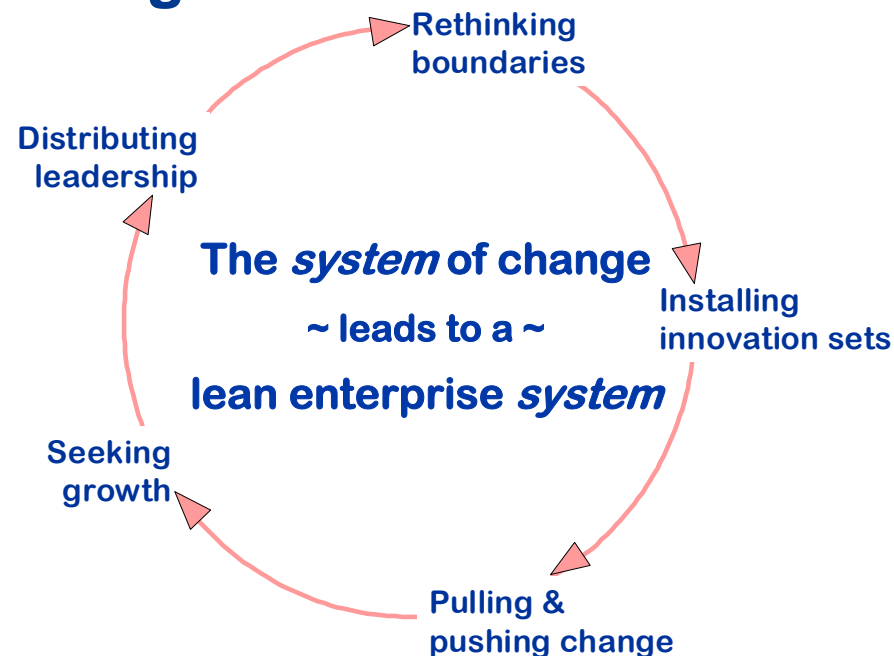 Rethinking
boundaries
Distributing
leadership
The system of change
~ leads to a ~
lean enterprise system
Installing
innovation sets
Seeking
growth
Pulling &
pushing change